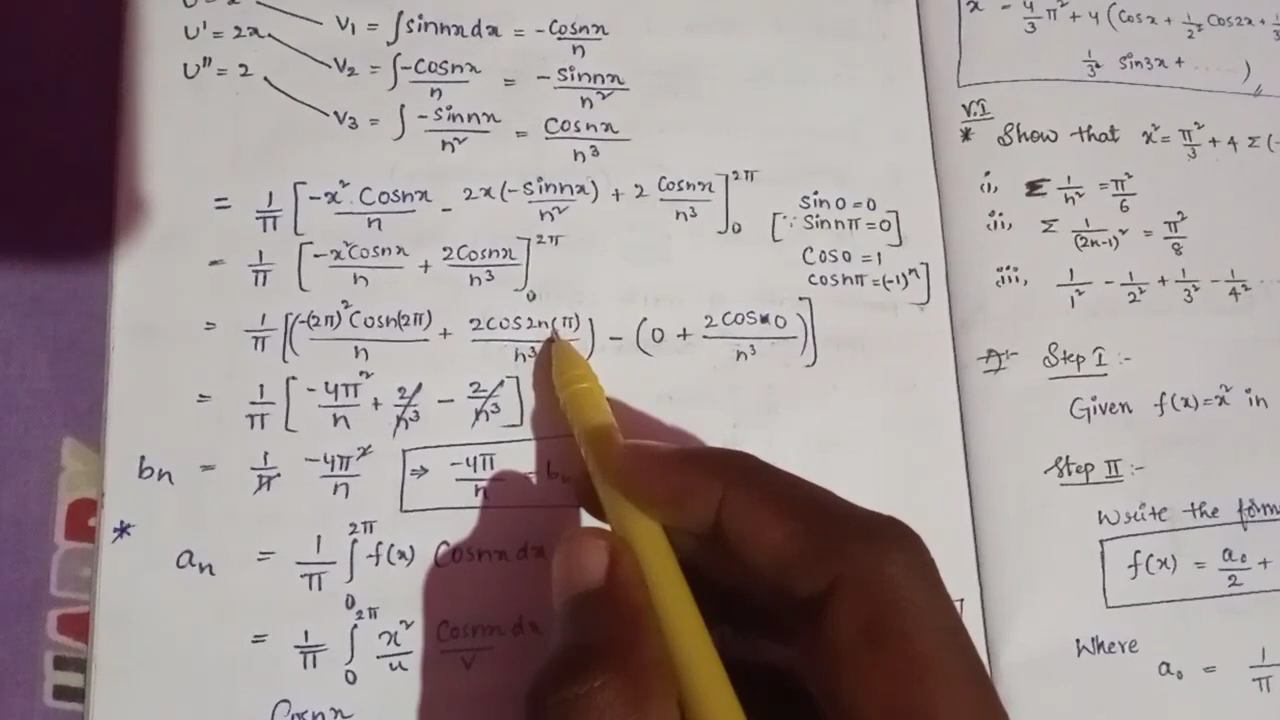 U' = 2x
U'' = 2
V₁ = ∫sinnx dx = -cosnx/n
V₂ = ∫-cosnx/n = -sinnx/n²
V₃ = ∫-sinnx/n² = cosnx/n³
= 1/π [-x². Cosnx/n - 2x(-sinnx)/n² + 2 Cosnx/n³]₀^2π
sin0 = 0
[∵ Sinnπ = 0]
= 1/π [-x²Cosnx/n + 2Cosnx/n³]₀^2π
Cos0 = 1
cosnπ = (-1)ⁿ]
= 1/π [(-(2π)²Cosn(2π)/n + 2cos2n(π)/n³) - (0 + 2cos0/n³)]
= 1/π [-4π²/n + 2/n³ - 2/n³]
bn = 1/π -4π²/n ⇒ -4π/n = bn
*
an = 1/π ∫₀^2π f(x) Cosnx dx
= 1/π ∫₀^2π x²/u Cosnx dx/v
Cosnx
x = 4/3 π² + 4 (Cosx + 1/2² Cos2x +
1/3² sin3x + ......)
V.I
* Show that x² = π²/3 + 4 Σ(-
i, Σ 1/n² = π²/6
ii, Σ 1/(2n-1)² = π²/8
iii, 1/1² - 1/2² + 1/3² - 1/4²
A:- Step I :-
Given f(x) = x² in
Step II :-
Write the form
f(x) = a₀/2 +
Where
a₀ = 1/π